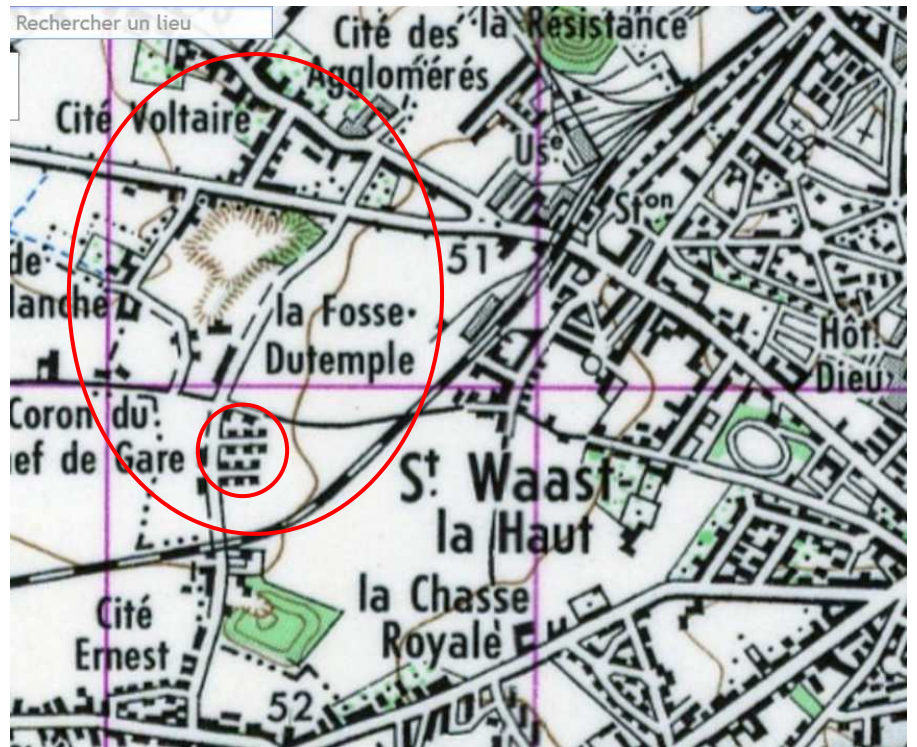 Rechercher un lieu
la Résistance
Cité des
Agglomérés
Cité Voltaire
Us.ᵉ
Stᵒⁿ
51
de
lanche
la Fosse-
Dutemple
Hôt.
Dieu
Coron du
ef de Gare
Sᵗ. Waast-
la Haut
la Chasse
Royale
Cité
Ernest
52